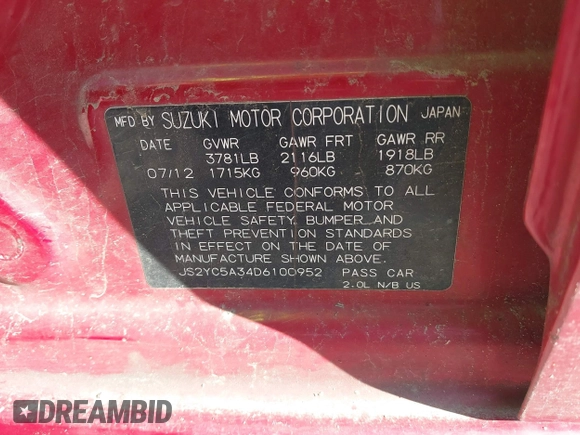 MFD BY SUZUKI MOTOR CORPORATION JAPAN
DATE GVWR GAWR FRT GAWR RR
3781LB 2116LB 1918LB
07/12 1715KG 960KG 870KG
THIS VEHICLE CONFORMS TO ALL
APPLICABLE FEDERAL MOTOR
VEHICLE SAFETY, BUMPER, AND
THEFT PREVENTION STANDARDS
IN EFFECT ON THE DATE OF
MANUFACTURE SHOWN ABOVE.
JS2YC5A34D6100952 PASS CAR
2.0L N/B US
DREAMBID